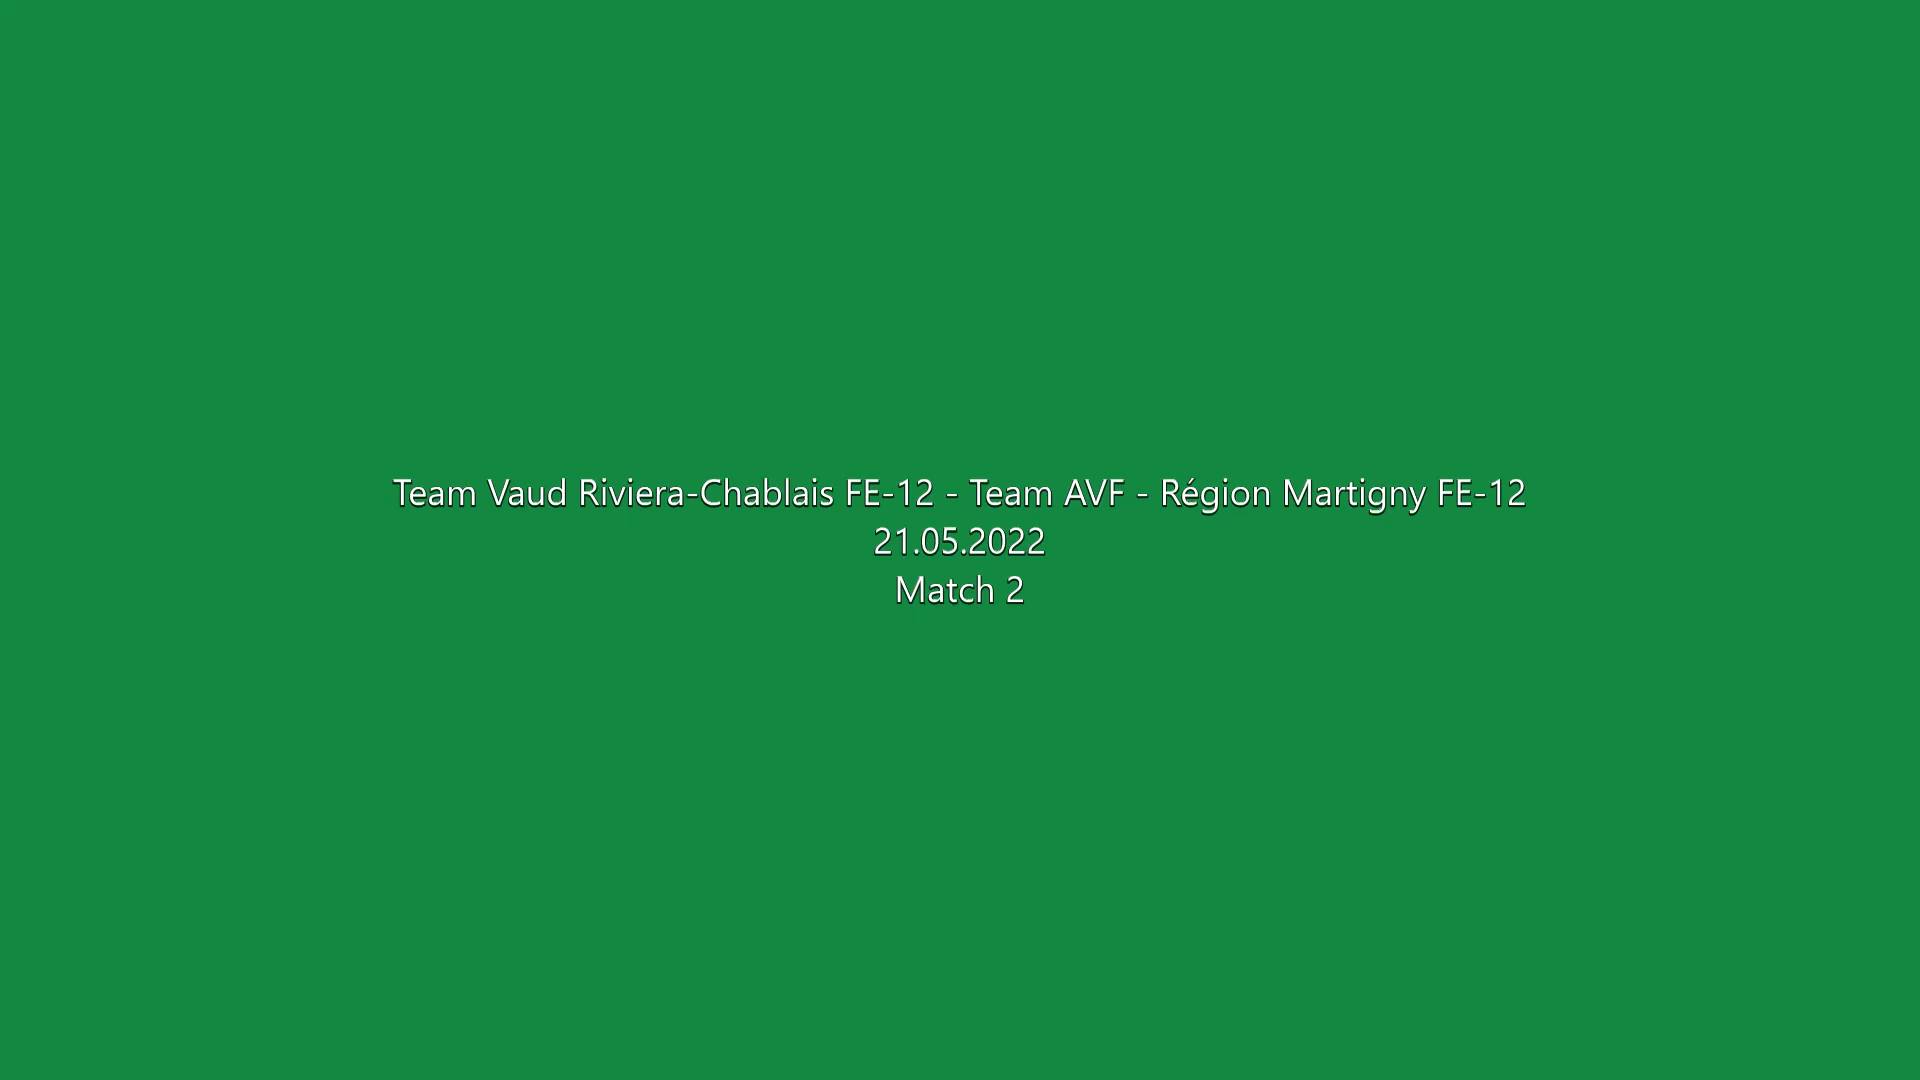 Team Vaud Riviera-Chablais FE-12 - Team AVF - Région Martigny FE-12
21.05.2022
Match 2